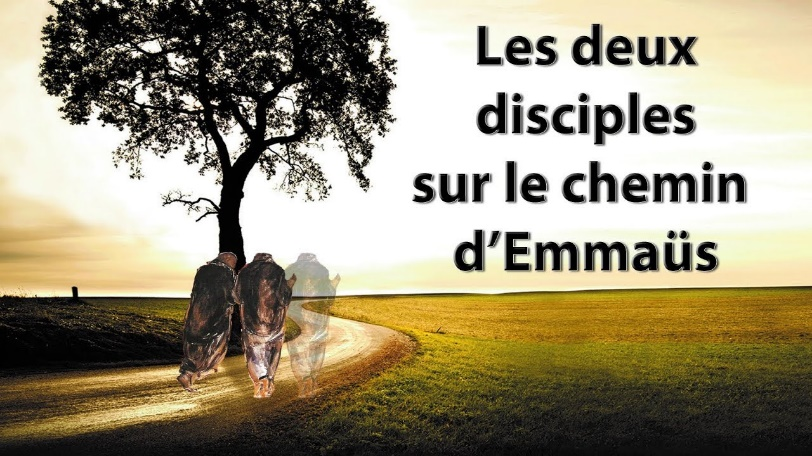 Les deux
disciples
sur le chemin
d’Emmaüs